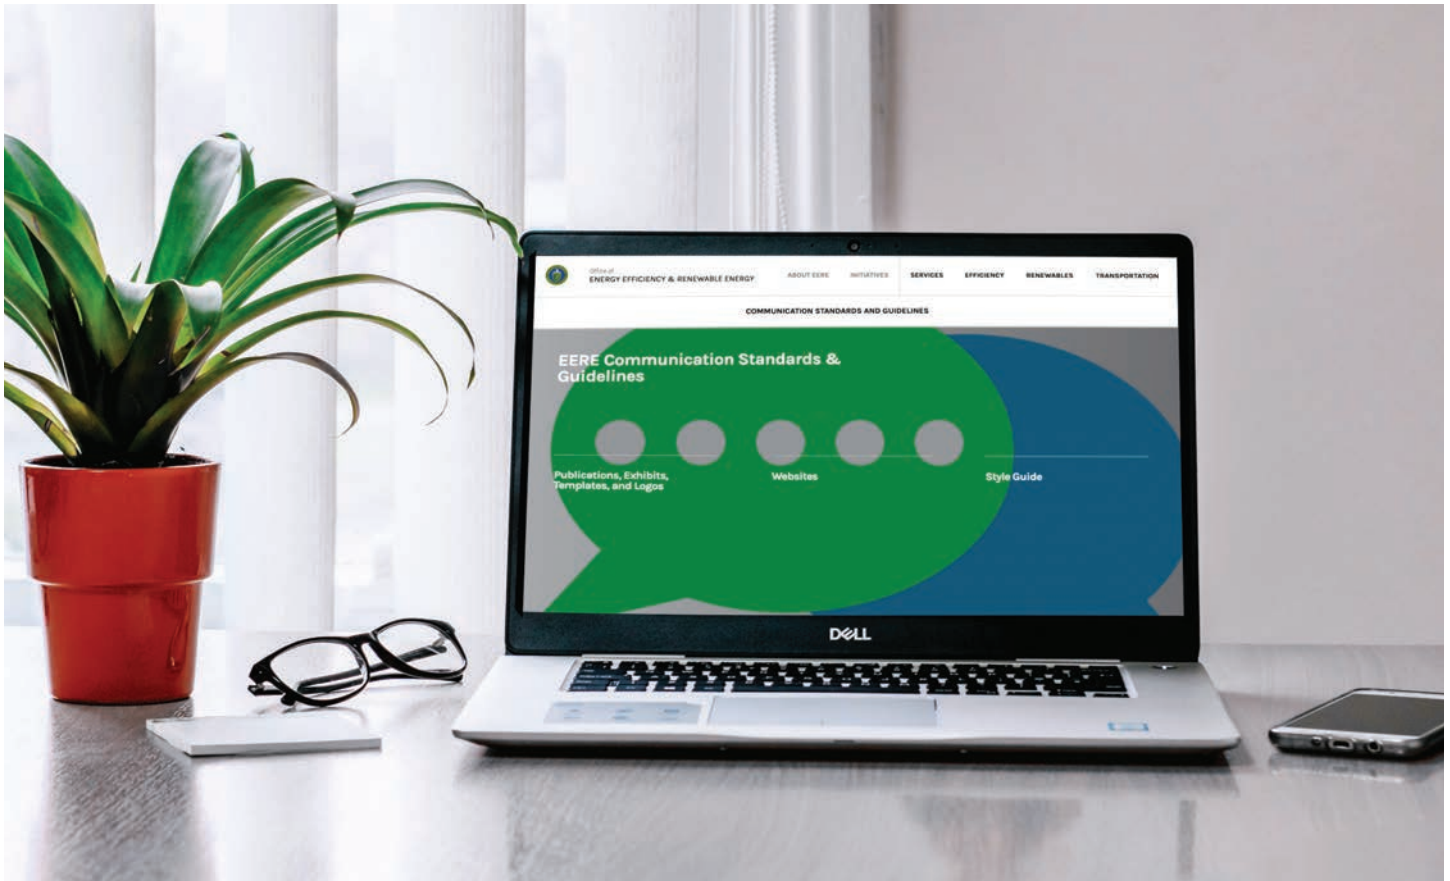 Office of
ENERGY EFFICIENCY & RENEWABLE ENERGY
ABOUT EERE
INITIATIVES
SERVICES
EFFICIENCY
RENEWABLES
TRANSPORTATION
COMMUNICATION STANDARDS AND GUIDELINES
EERE Communication Standards &
Guidelines
Publications, Exhibits,
Templates, and Logos
Websites
Style Guide
DELL